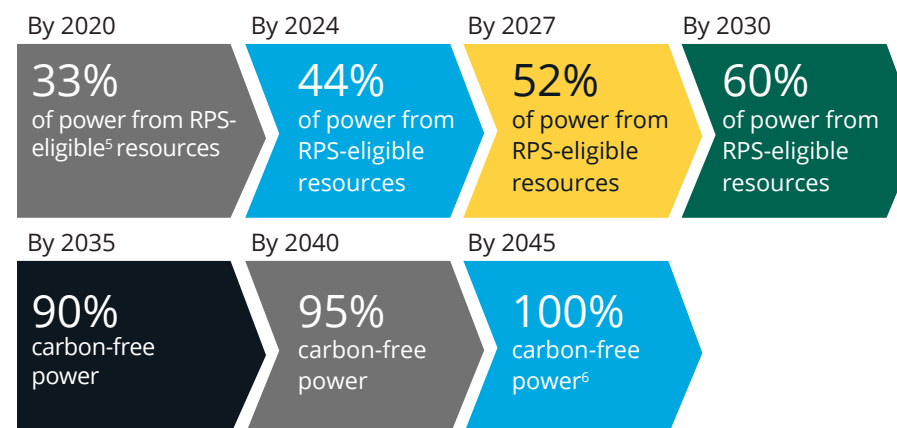 By 2020
33%
of power from RPS-
eligible⁵ resources
By 2024
44%
of power from
RPS-eligible
resources
By 2027
52%
of power from
RPS-eligible
resources
By 2030
60%
of power from
RPS-eligible
resources
By 2035
90%
carbon-free
power
By 2040
95%
carbon-free
power
By 2045
100%
carbon-free
power⁶